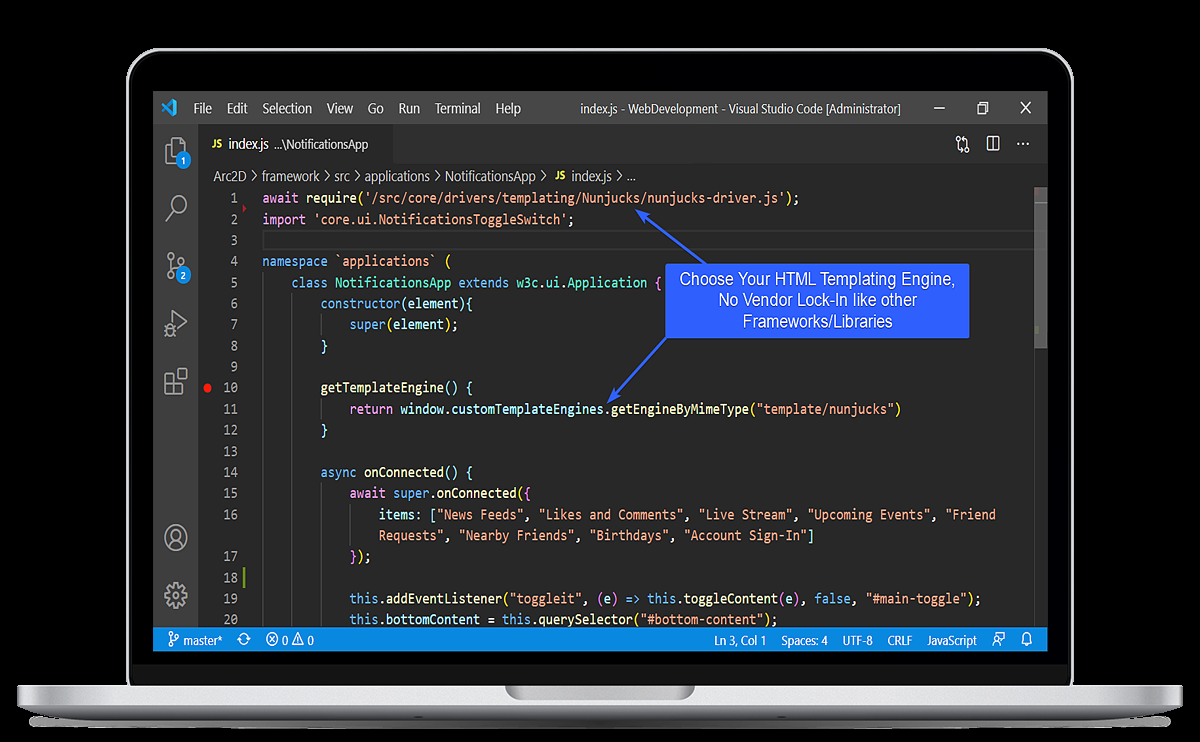 File Edit Selection View Go Run Terminal Help index.js - WebDevelopment - Visual Studio Code [Administrator]
JS index.js ...\NotificationsApp
1
Arc2D > framework > src > applications > NotificationsApp > JS index.js > ...
1 await require('/src/core/drivers/templating/Nunjucks/nunjucks-driver.js');
2 import 'core.ui.NotificationsToggleSwitch';
3
2
4 namespace `applications` (
5 class NotificationsApp extends w3c.ui.Application {
6 constructor(element){
7 super(element);
8 }
9
10 getTemplateEngine() {
11 return window.customTemplateEngines.getEngineByMimeType("template/nunjucks")
12 }
13
14 async onConnected() {
15 await super.onConnected({
16 items: ["News Feeds", "Likes and Comments", "Live Stream", "Upcoming Events", "Friend
Requests", "Nearby Friends", "Birthdays", "Account Sign-In"]
17 });
18
19 this.addEventListener("toggleit", (e) => this.toggleContent(e), false, "#main-toggle");
20 this.bottomContent = this.querySelector("#bottom-content");
Choose Your HTML Templating Engine,
No Vendor Lock-In like other
Frameworks/Libraries
master* 0 0 Ln 3, Col 1 Spaces: 4 UTF-8 CRLF JavaScript